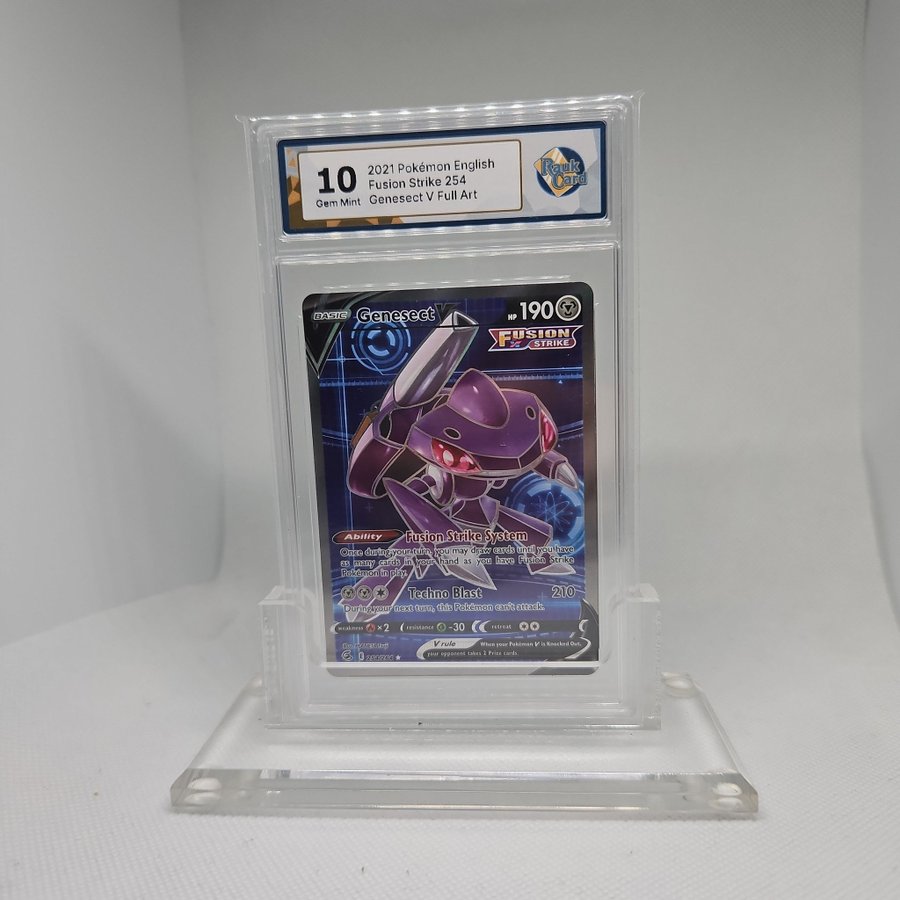 10
Gem Mint
2021 Pokémon English
Fusion Strike 254
Genesect V Full Art
Rauk
Card
BASIC
Genesect V
HP 190
FUSION
STRIKE
Ability
Fusion Strike System
Once during your turn, you may draw cards until you have
as many cards in your hand as you have Fusion Strike
Pokémon in play.
Techno Blast 210
During your next turn, this Pokémon can't attack.
weakness ×2 resistance -30 retreat
V rule
When your Pokémon V is Knocked Out,
your opponent takes 2 Prize cards.
254/264